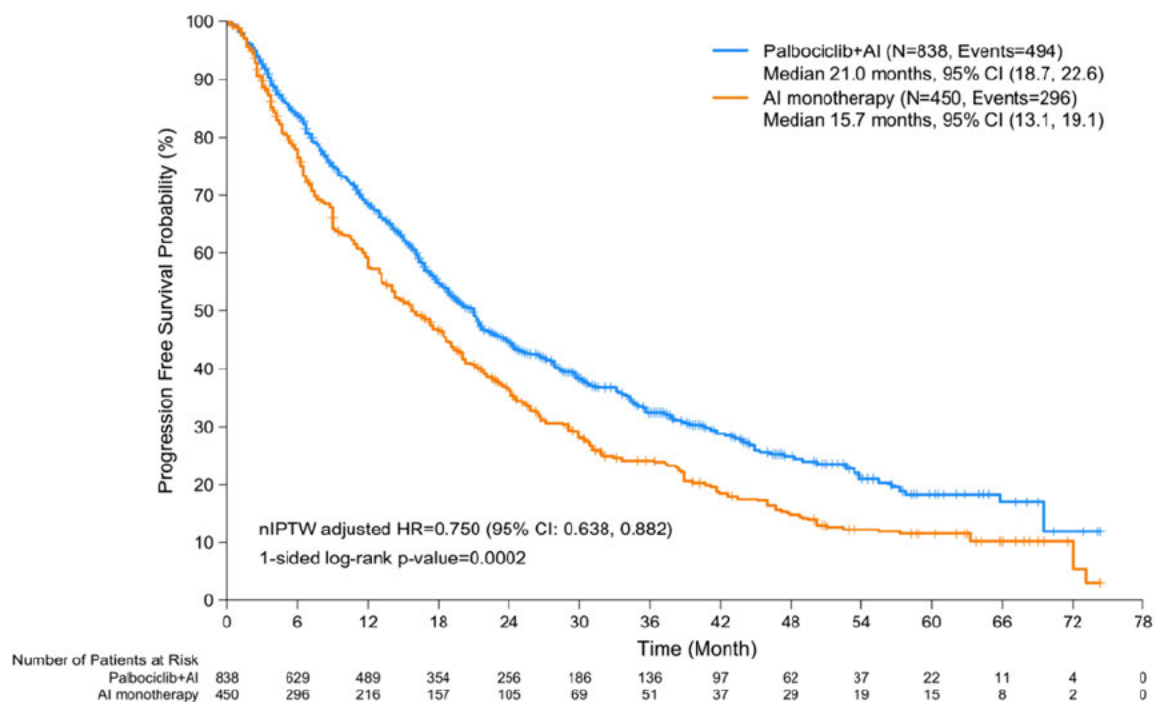 Palbociclib+AI (N=838, Events=494)
Median 21.0 months, 95% CI (18.7, 22.6)
AI monotherapy (N=450, Events=296)
Median 15.7 months, 95% CI (13.1, 19.1)
Progression Free Survival Probability (%)
100
90
80
70
60
50
40
30
20
10
0
nIPTW adjusted HR=0.750 (95% CI: 0.638, 0.882)
1-sided log-rank p-value=0.0002
0 6 12 18 24 30 36 42 48 54 60 66 72 78
Time (Month)
Number of Patients at Risk
Palbociclib+AI 838 629 489 354 256 186 136 97 62 37 22 11 4 0
AI monotherapy 450 296 216 157 105 69 51 37 29 19 15 8 2 0